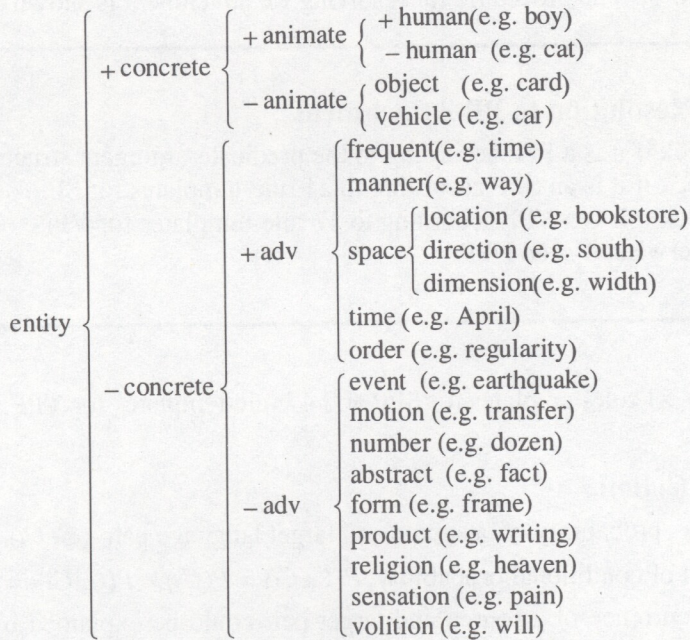 + human(e.g. boy)
+ animate
− human (e.g. cat)
+ concrete
object (e.g. card)
− animate
vehicle (e.g. car)
frequent(e.g. time)
manner(e.g. way)
location (e.g. bookstore)
+ adv space direction (e.g. south)
dimension(e.g. width)
entity
time (e.g. April)
order (e.g. regularity)
− concrete
event (e.g. earthquake)
motion (e.g. transfer)
number (e.g. dozen)
abstract (e.g. fact)
− adv form (e.g. frame)
product (e.g. writing)
religion (e.g. heaven)
sensation (e.g. pain)
volition (e.g. will)